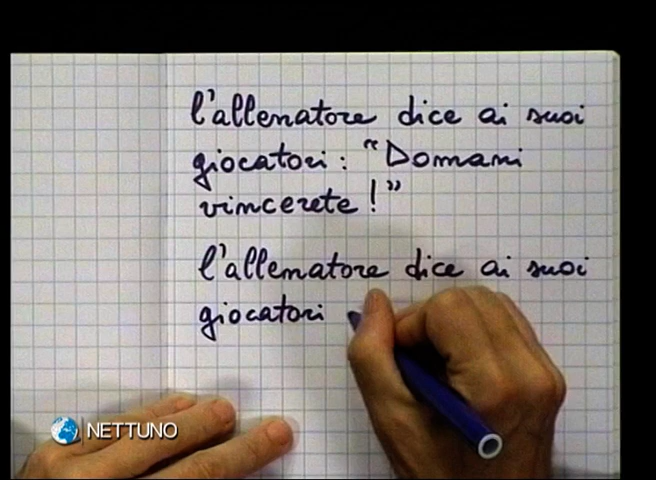 l'allenatore dice ai suoi
giocatori: "Domani
vincerete!"
l'allenatore dice ai suoi
giocatori
NETTUNO